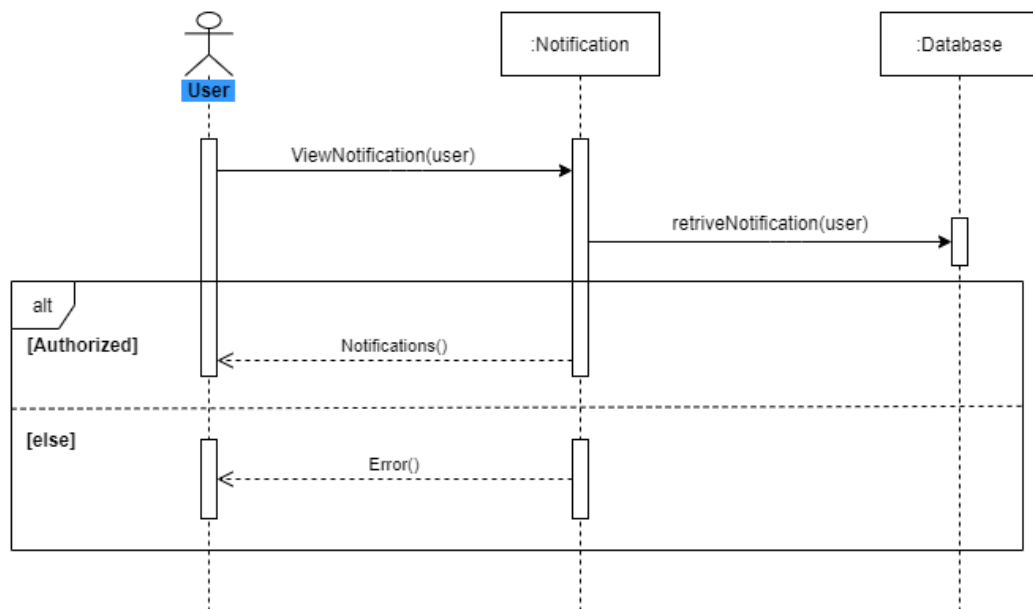 :Notification
:Database
User
ViewNotification(user)
retriveNotification(user)
alt
[Authorized]
Notifications()
[else]
Error()